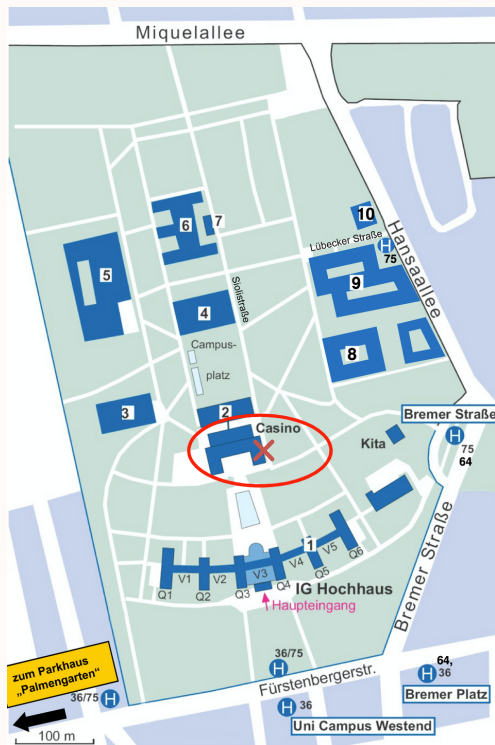 Miquelallee
10
7
6
Lübecker Straße
H
75
Hansaallee
5
9
Siolistraße
4
Campus-
platz
8
3
2
Casino
Bremer Straße
H
75
64
Kita
1
V1
V2
V3
V4
V5
Q1
Q2
Q3
Q4
Q5
Q6
IG Hochhaus
Haupteingang
Bremer Straße
zum Parkhaus
„Palmengarten“
36/75
H
36/75
H
Fürstenbergerstr.
64,
H
36
Bremer Platz
H
36
Uni Campus Westend
100 m